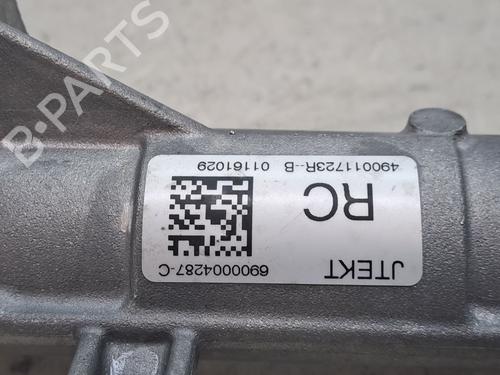 JTEKT
6900004287-C
RC
490011723R--B 01161029
B-PARTS